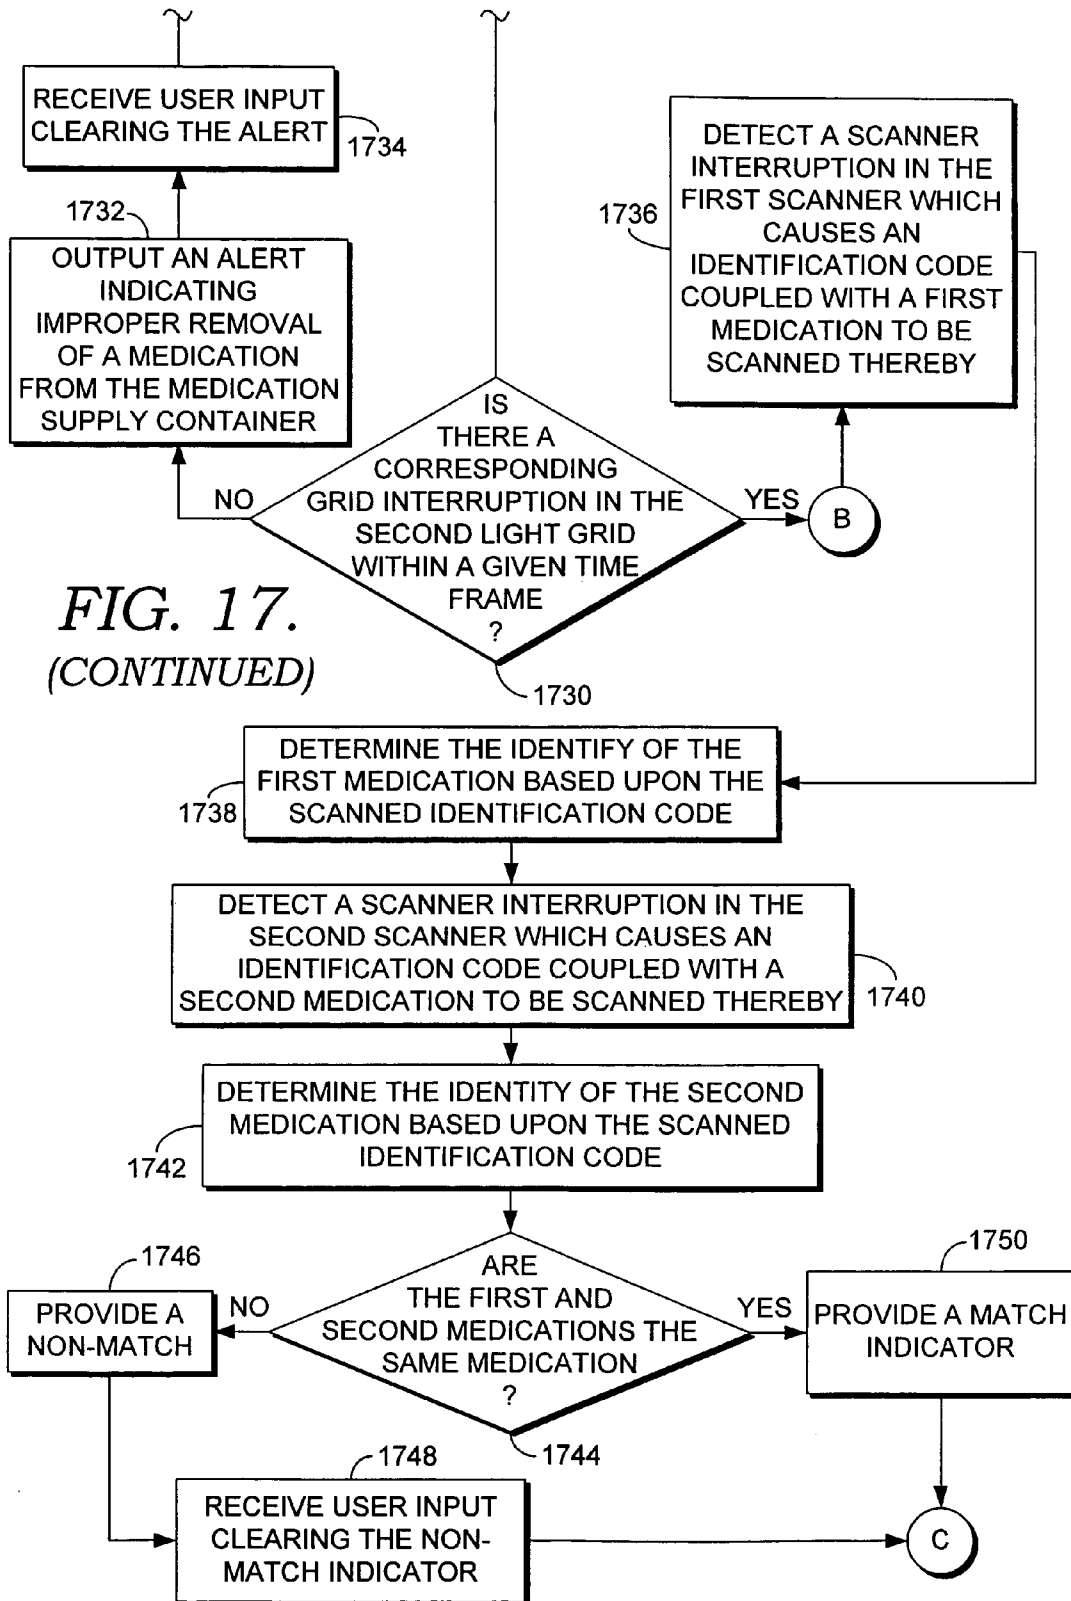 RECEIVE USER INPUT
CLEARING THE ALERT
1734
1732
OUTPUT AN ALERT
INDICATING
IMPROPER REMOVAL
OF A MEDICATION
FROM THE MEDICATION
SUPPLY CONTAINER
DETECT A SCANNER
INTERRUPTION IN THE
FIRST SCANNER WHICH
CAUSES AN
IDENTIFICATION CODE
COUPLED WITH A FIRST
MEDICATION TO BE
SCANNED THEREBY
1736
IS
THERE A
CORRESPONDING
GRID INTERRUPTION IN THE
SECOND LIGHT GRID
WITHIN A GIVEN TIME
FRAME
?
NO
YES
B
1730
FIG. 17.
(CONTINUED)
DETERMINE THE IDENTIFY OF THE
FIRST MEDICATION BASED UPON THE
SCANNED IDENTIFICATION CODE
1738
DETECT A SCANNER INTERRUPTION IN THE
SECOND SCANNER WHICH CAUSES AN
IDENTIFICATION CODE COUPLED WITH A
SECOND MEDICATION TO BE SCANNED THEREBY
1740
DETERMINE THE IDENTITY OF THE SECOND
MEDICATION BASED UPON THE SCANNED
IDENTIFICATION CODE
1742
ARE
THE FIRST AND
SECOND MEDICATIONS THE
SAME MEDICATION
?
1744
NO
YES
1746
PROVIDE A
NON-MATCH
1750
PROVIDE A MATCH
INDICATOR
1748
RECEIVE USER INPUT
CLEARING THE NON-
MATCH INDICATOR
C